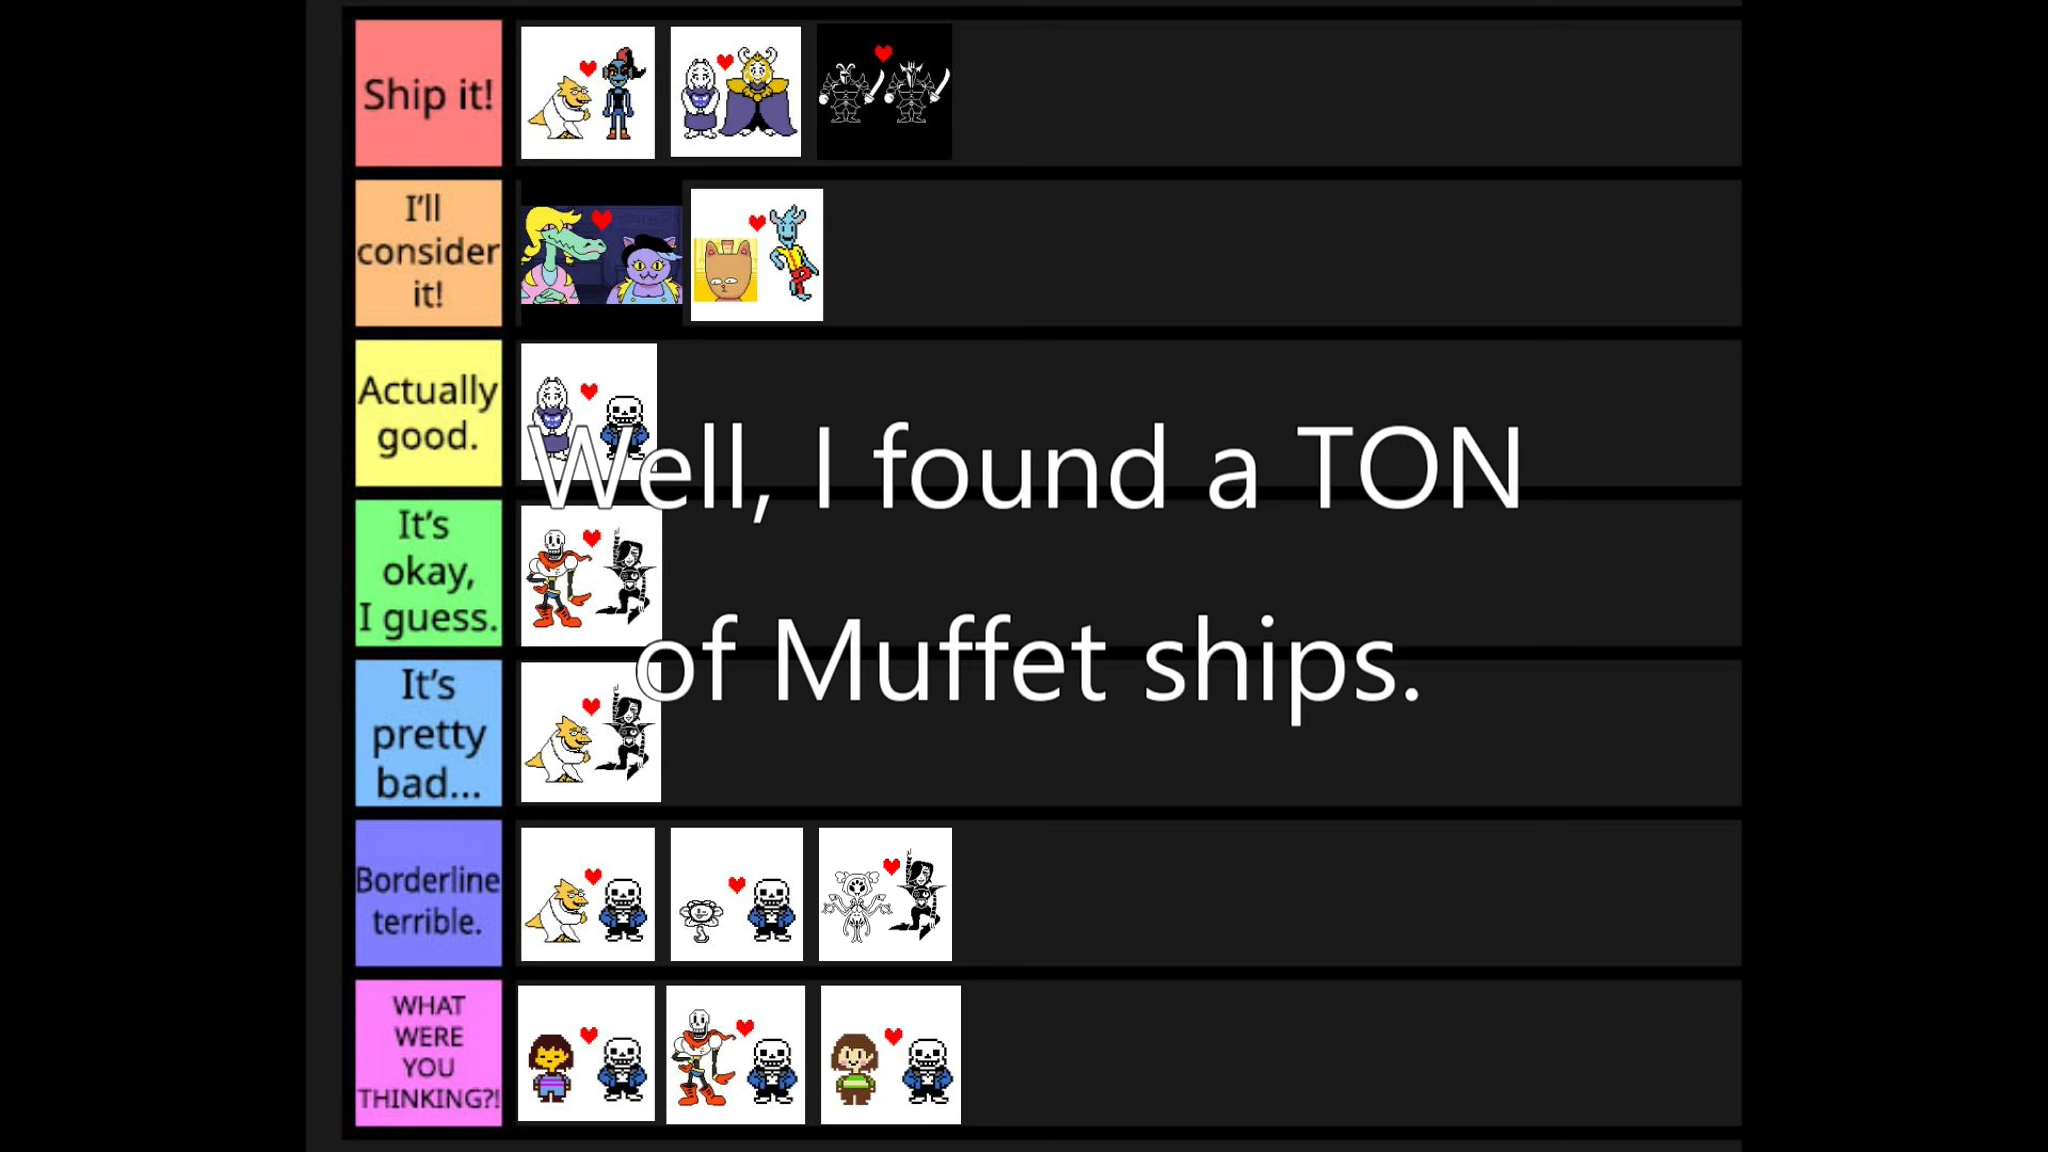 Ship it!
I'll
consider
it!
Actually
good.
Well, I found a TON
It's
okay,
I guess.
of Muffet ships.
It's
pretty
bad...
Borderline
terrible.
WHAT
WERE
YOU
THINKING?!